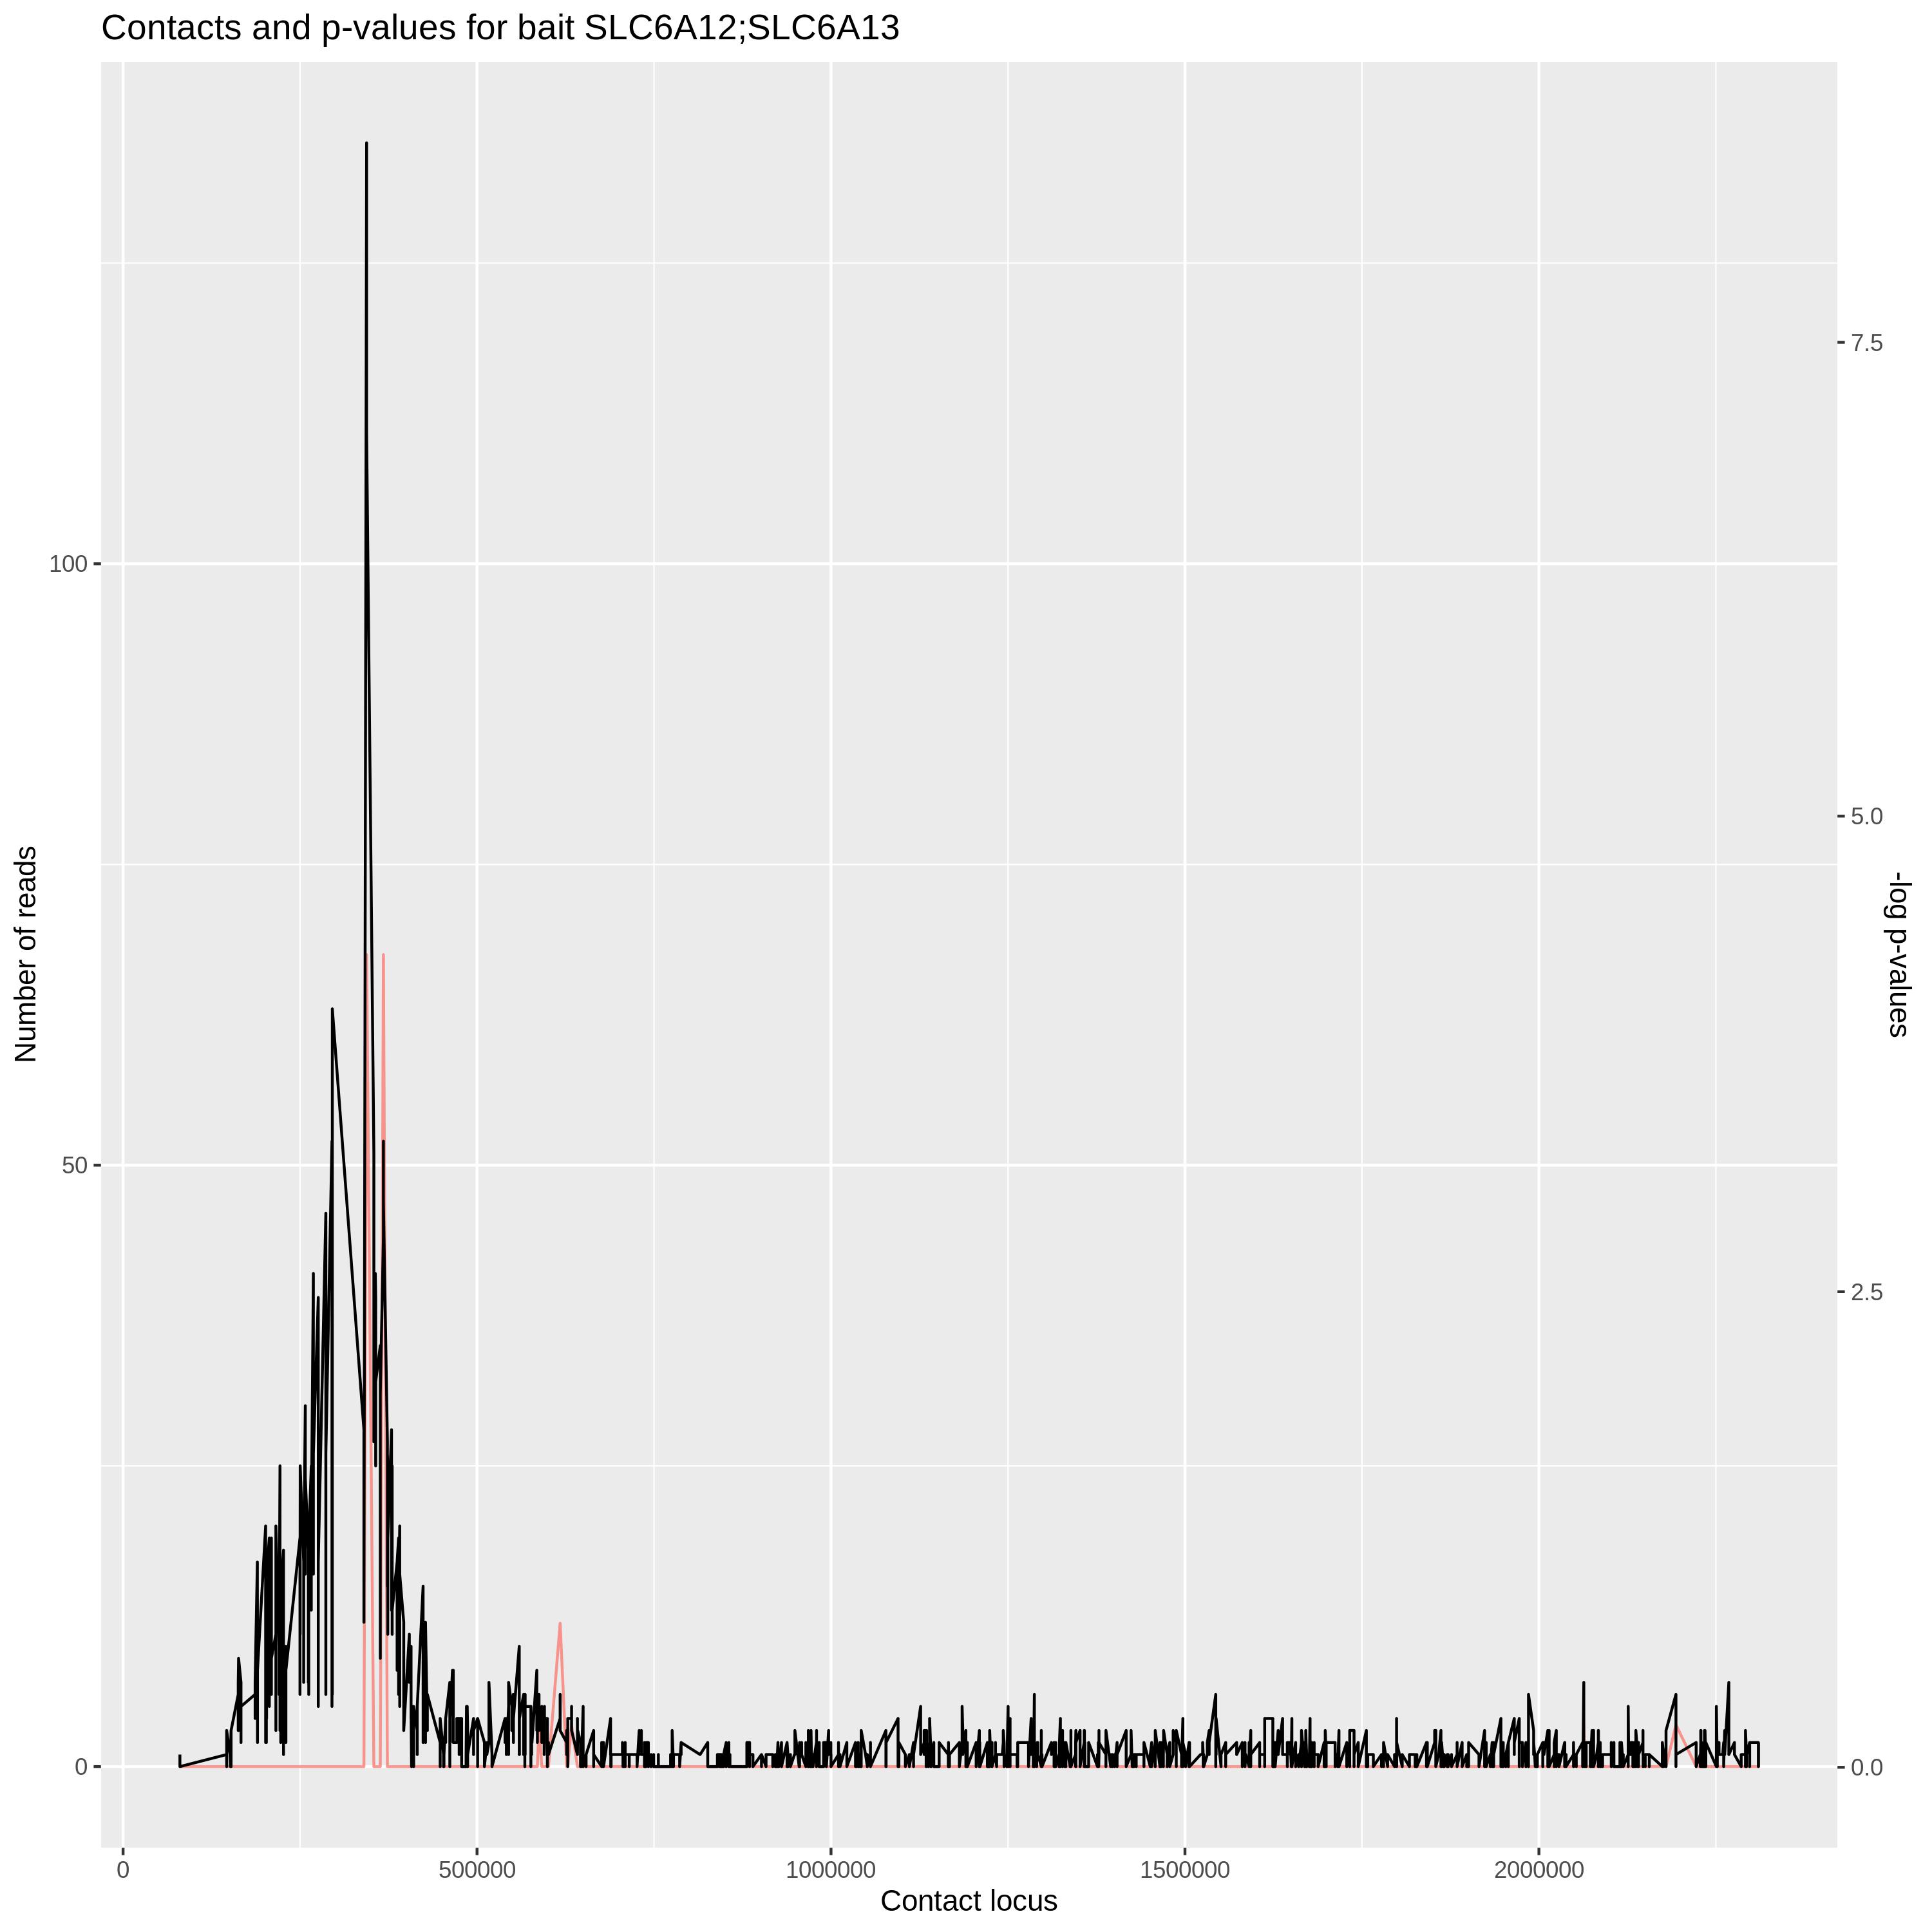 Contacts and p-values for bait SLC6A12;SLC6A13
Number of reads
100
50
0
7.5
5.0
2.5
0.0
-log p-values
0 500000 1000000 1500000 2000000
Contact locus